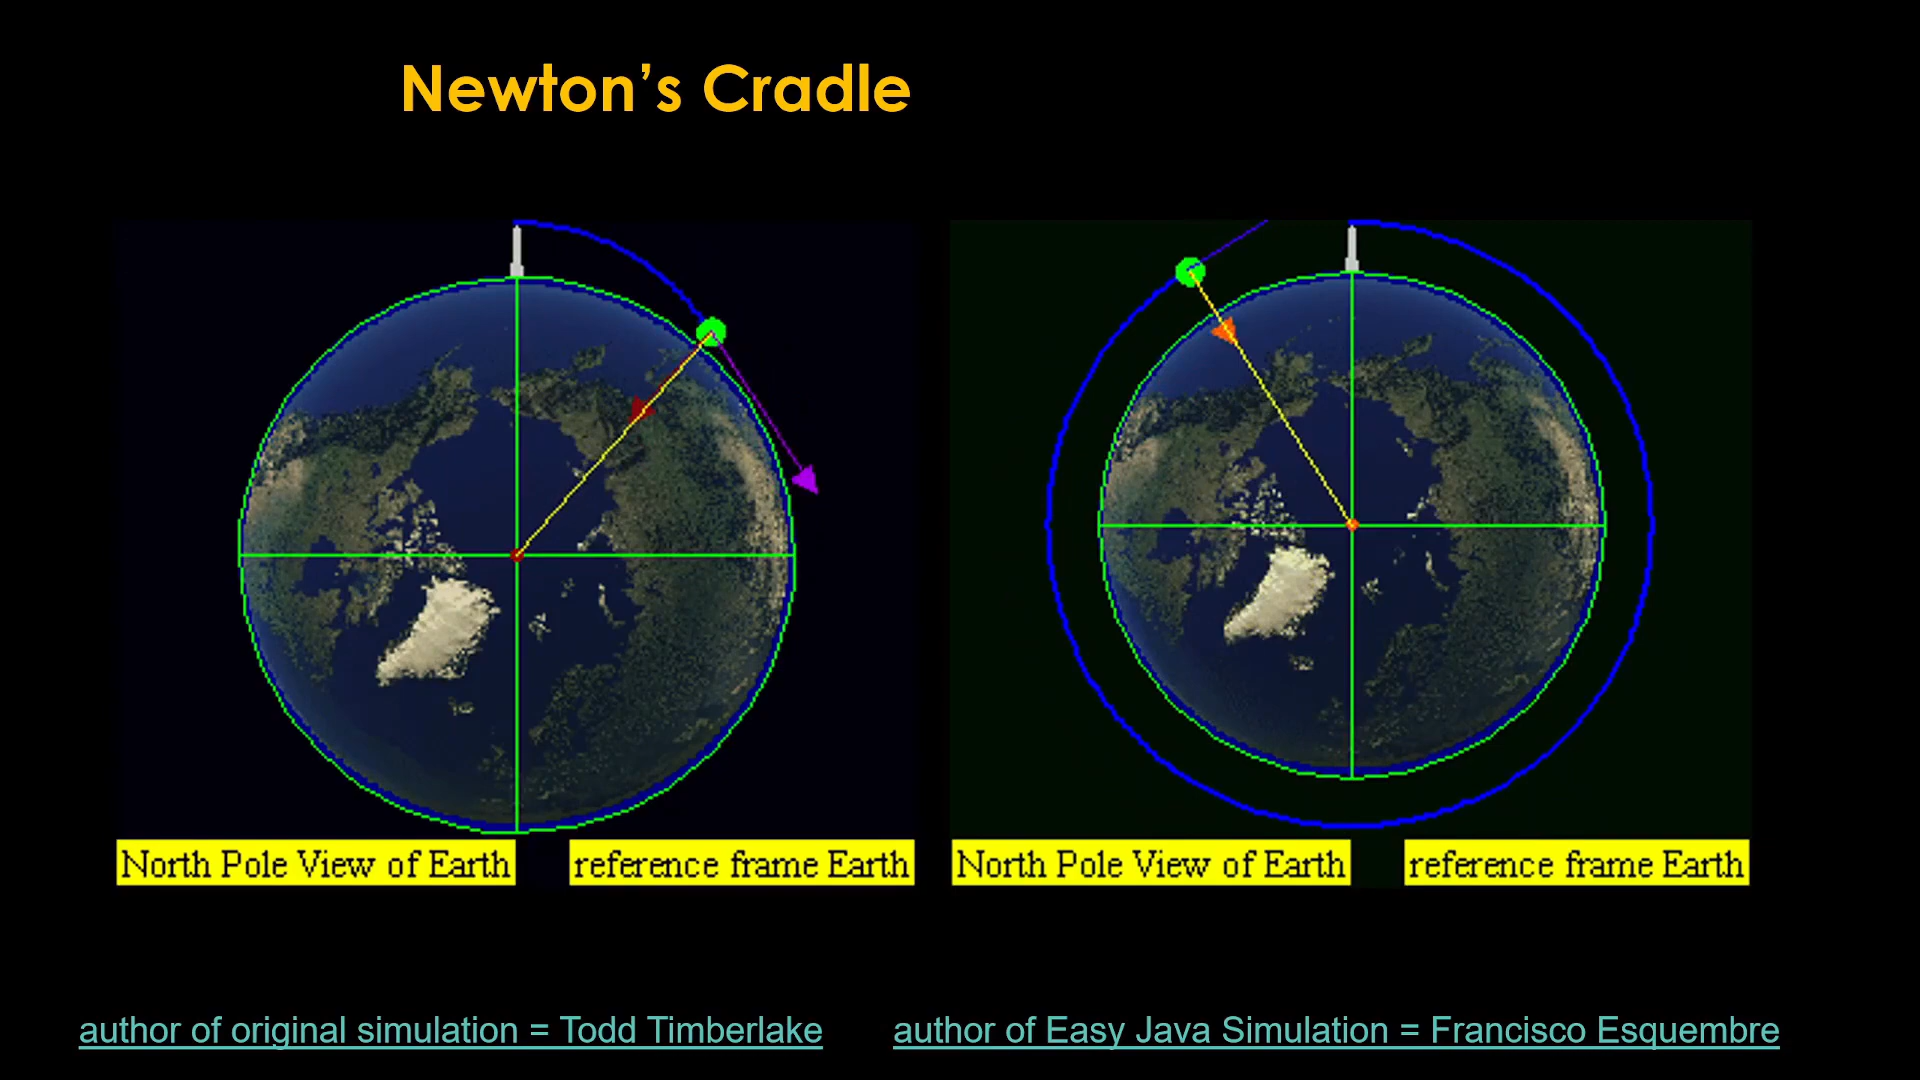 Newton’s Cradle
North Pole View of Earth
reference frame Earth
North Pole View of Earth
reference frame Earth
author of original simulation = Todd Timberlake
author of Easy Java Simulation = Francisco Esquembre